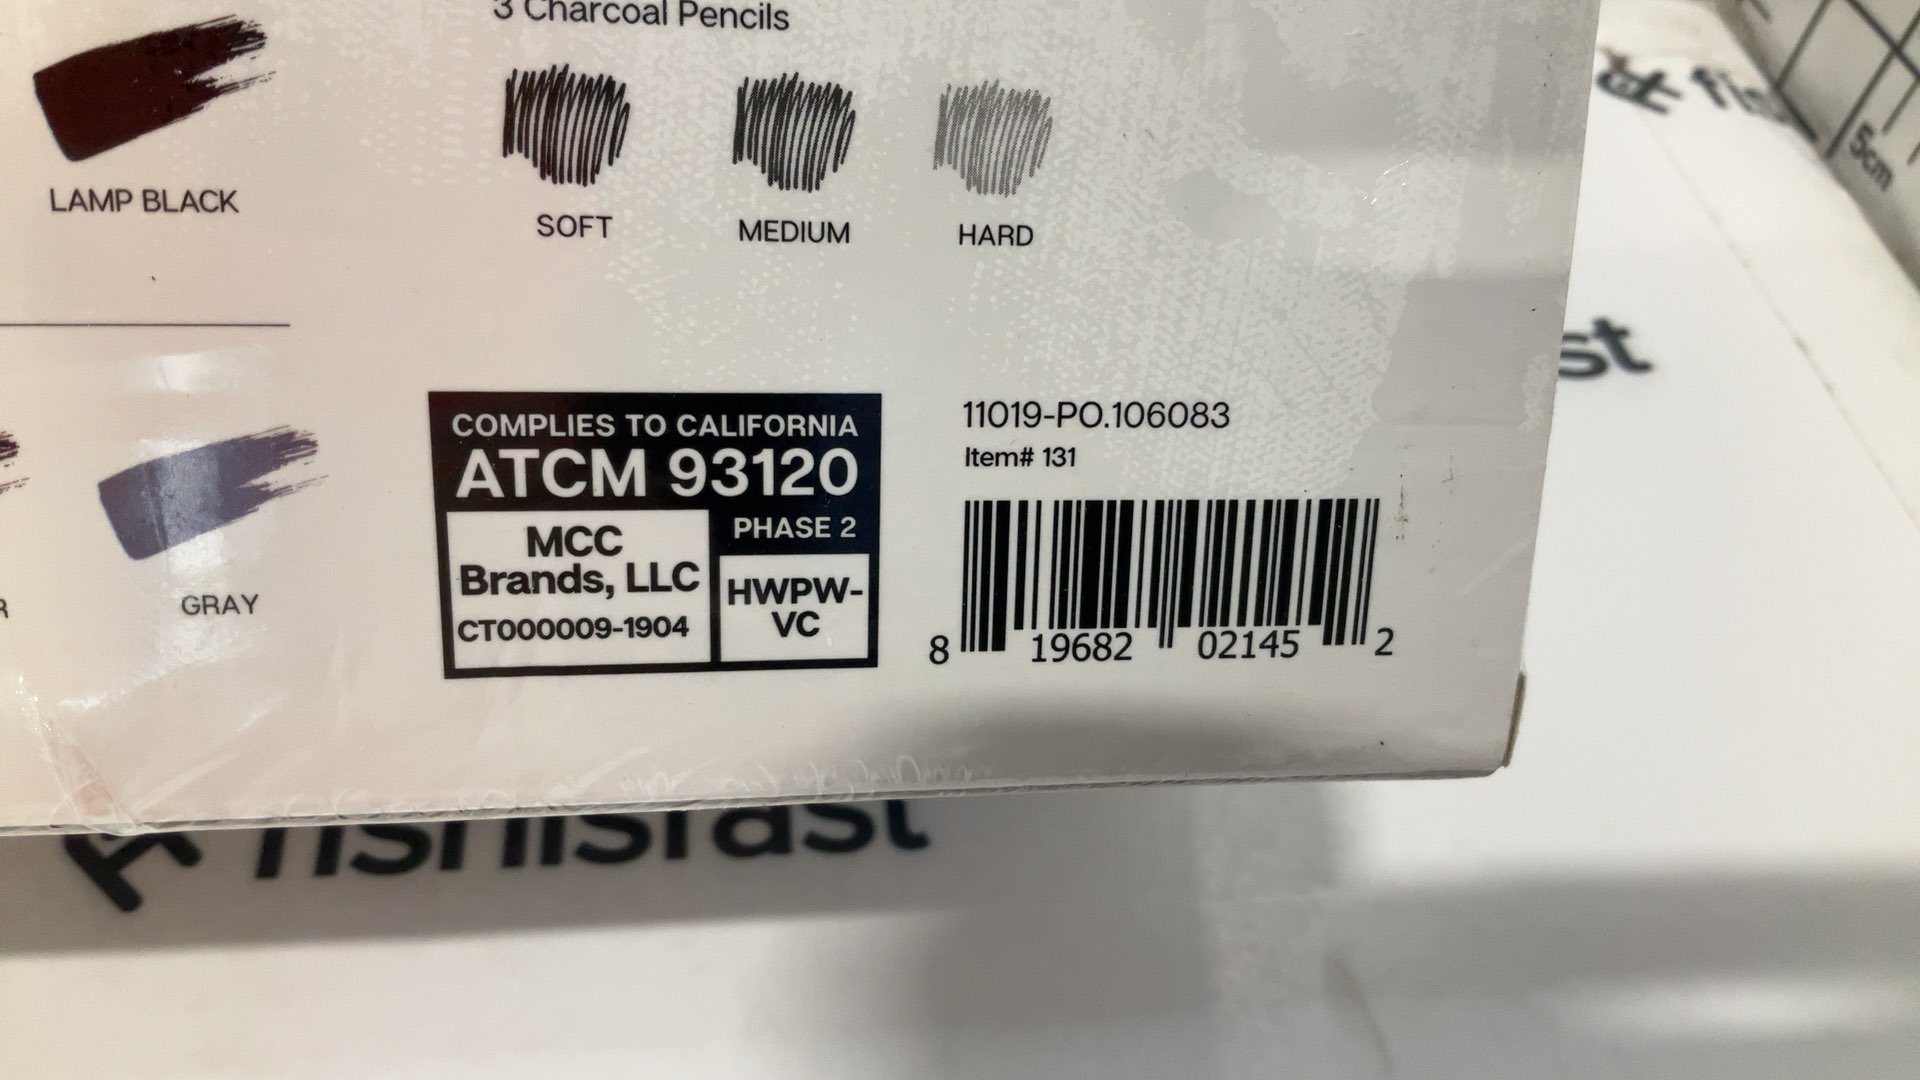 3 Charcoal Pencils
LAMP BLACK
SOFT
MEDIUM
HARD
GRAY
COMPLIES TO CALIFORNIA
ATCM 93120
PHASE 2
MCC
Brands, LLC
CT000009-1904
HWPW-
VC
11019-PO.106083
Item# 131
8 19682 02145 2
5cm